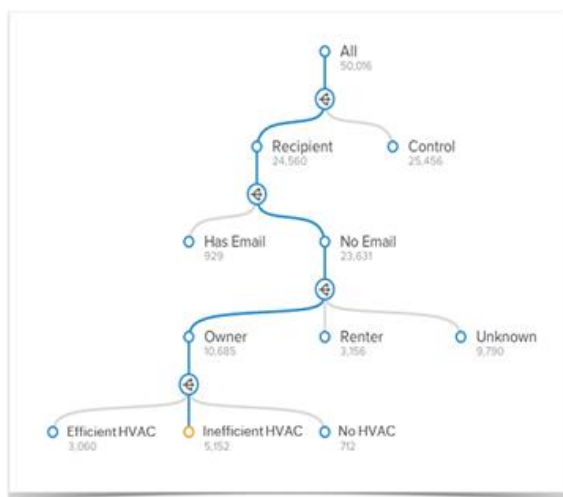 All
50,016
Recipient
24,560
Control
25,456
Has Email
929
No Email
23,631
Owner
10,685
Renter
3,156
Unknown
9,790
Efficient HVAC
3,060
Inefficient HVAC
5,152
No HVAC
712